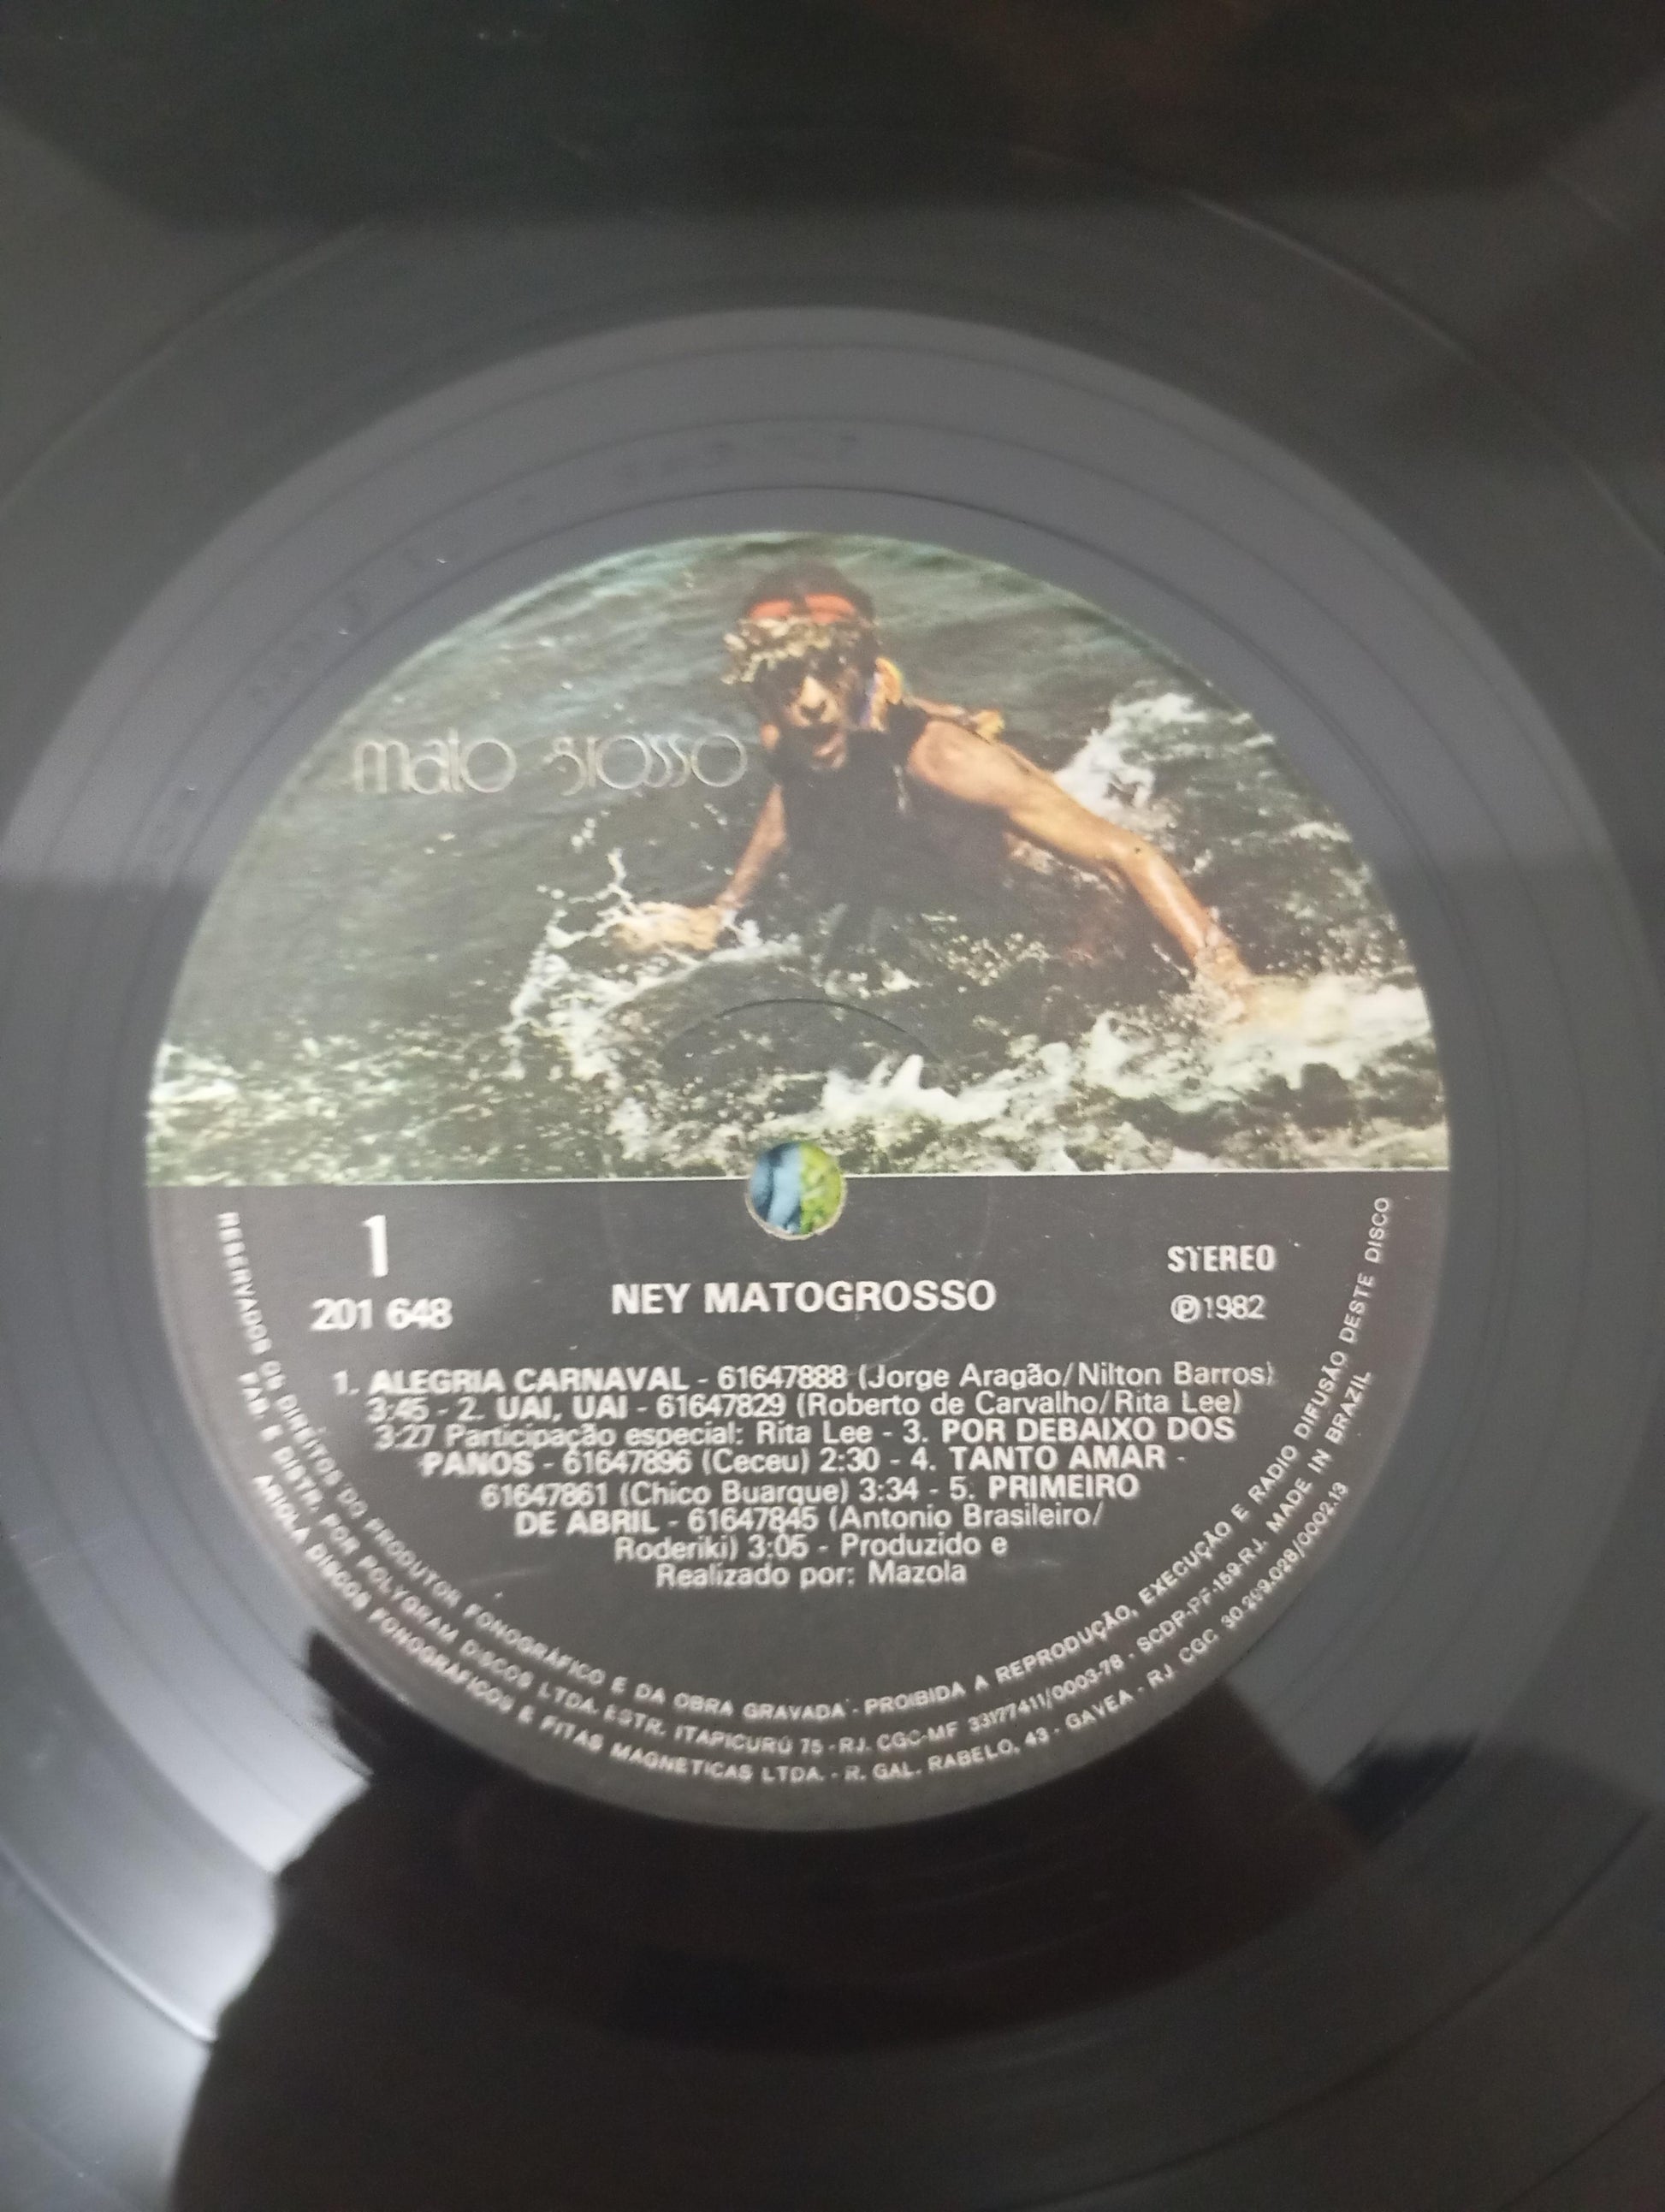 mato grosso
1
201 648
NEY MATOGROSSO
STEREO
℗1982
1. ALEGRIA CARNAVAL - 61647888 (Jorge Aragão/Nilton Barros)
3:45 - 2. UAI, UAI - 61647829 (Roberto de Carvalho/Rita Lee)
3:27 Participação especial: Rita Lee - 3. POR DEBAIXO DOS
PANOS - 61647896 (Ceceu) 2:30 - 4. TANTO AMAR -
61647861 (Chico Buarque) 3:34 - 5. PRIMEIRO
DE ABRIL - 61647845 (Antonio Brasileiro/
Roderiki) 3:05 - Produzido e
Realizado por: Mazola
RESERVADOS OS DIREITOS DO PRODUTOR FONOGRÁFICO E DA OBRA GRAVADA - PROIBIDA A REPRODUÇÃO, EXECUÇÃO E RADIO DIFUSÃO DESTE DISCO
FAB. E DISTR. POR POLYGRAM DISCOS LTDA. ESTR. ITAPICURÚ 75 - RJ. CGC-MF 33177411/0003-78 - SCDP-PF-159-RJ. MADE IN BRAZIL
ARIOLA DISCOS FONOGRÁFICOS E FITAS MAGNETICAS LTDA. - R. GAL. RABELO, 43 - GAVEA - RJ. CGC 30.269.028/0002.13